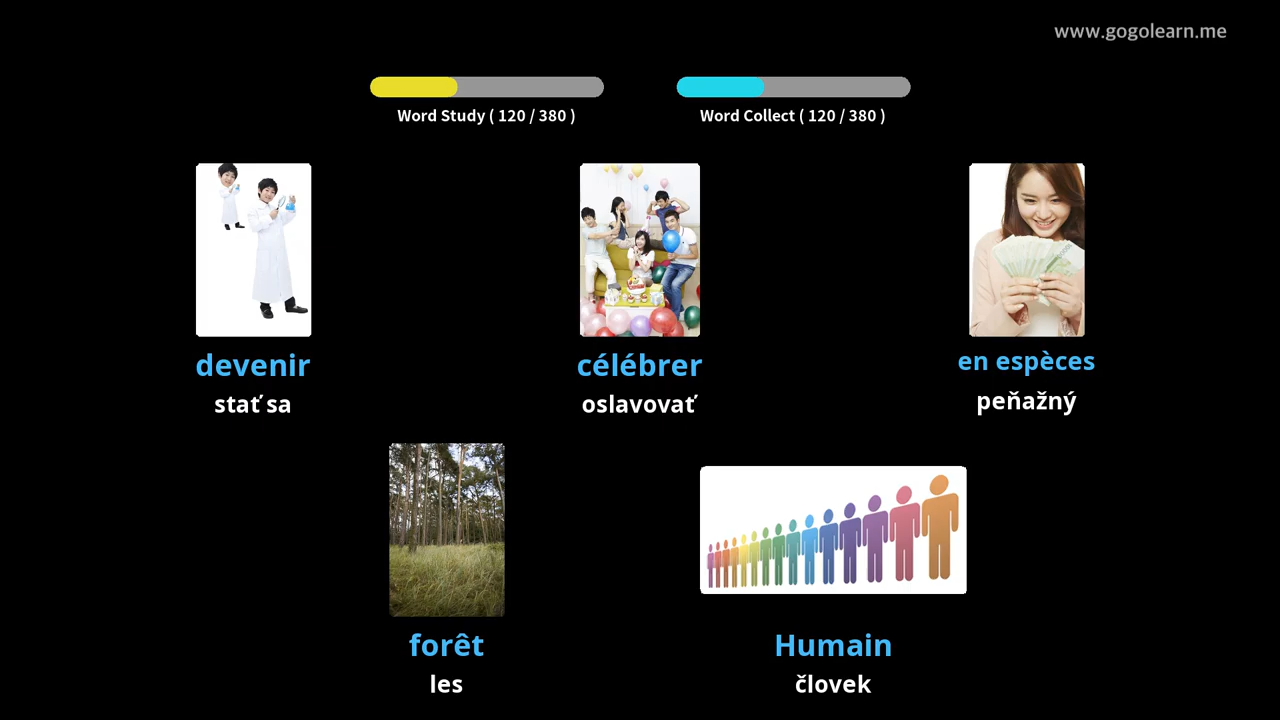 www.gogolearn.me
Word Study ( 120 / 380 )
Word Collect ( 120 / 380 )
devenir
stať sa
célébrer
oslavovať
en espèces
peňažný
forêt
les
Humain
človek